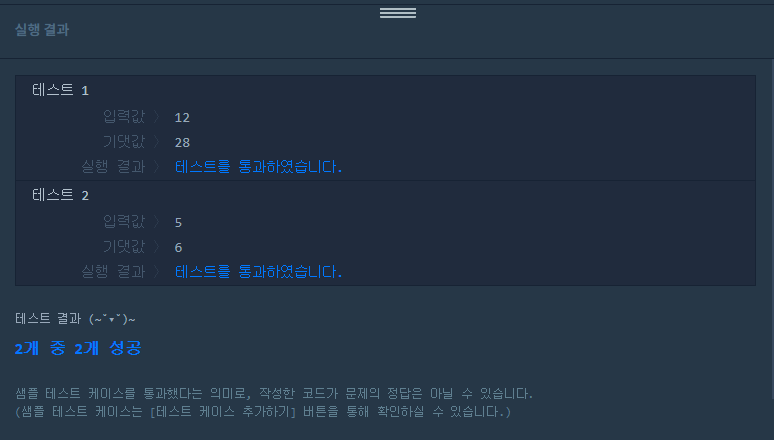 실행 결과
테스트 1
입력값 〉 12
기댓값 〉 28
실행 결과 〉 테스트를 통과하였습니다.
테스트 2
입력값 〉 5
기댓값 〉 6
실행 결과 〉 테스트를 통과하였습니다.
테스트 결과 (~˘▾˘)~
2개 중 2개 성공
샘플 테스트 케이스를 통과했다는 의미로, 작성한 코드가 문제의 정답은 아닐 수 있습니다.
(샘플 테스트 케이스는 [테스트 케이스 추가하기] 버튼을 통해 확인하실 수 있습니다.)